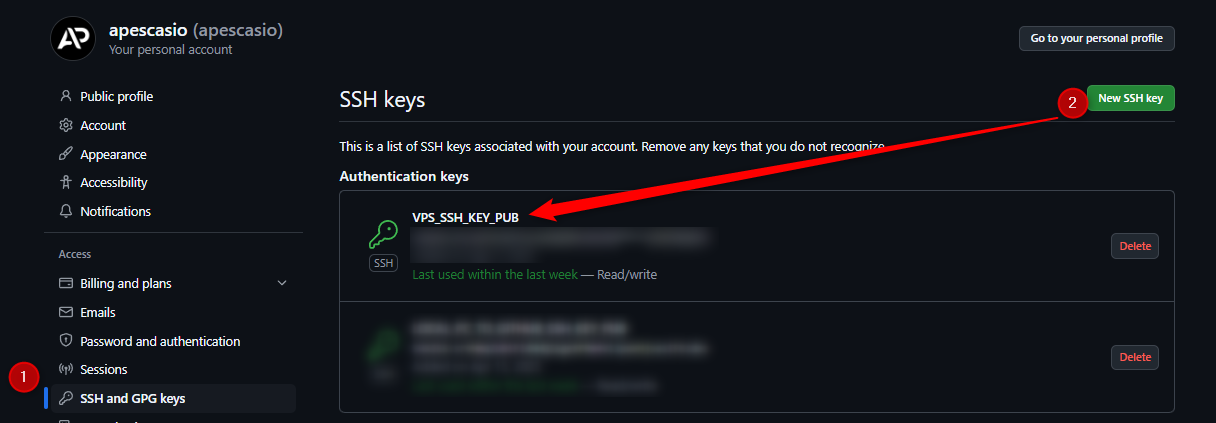 AP
apescasio (apescasio)
Your personal account
Go to your personal profile
Public profile
Account
Appearance
Accessibility
Notifications
Access
Billing and plans
Emails
Password and authentication
Sessions
1
SSH and GPG keys
SSH keys
2
New SSH key
This is a list of SSH keys associated with your account. Remove any keys that you do not recognize.
Authentication keys
VPS_SSH_KEY_PUB
SSH
Last used within the last week — Read/write
Delete
Delete